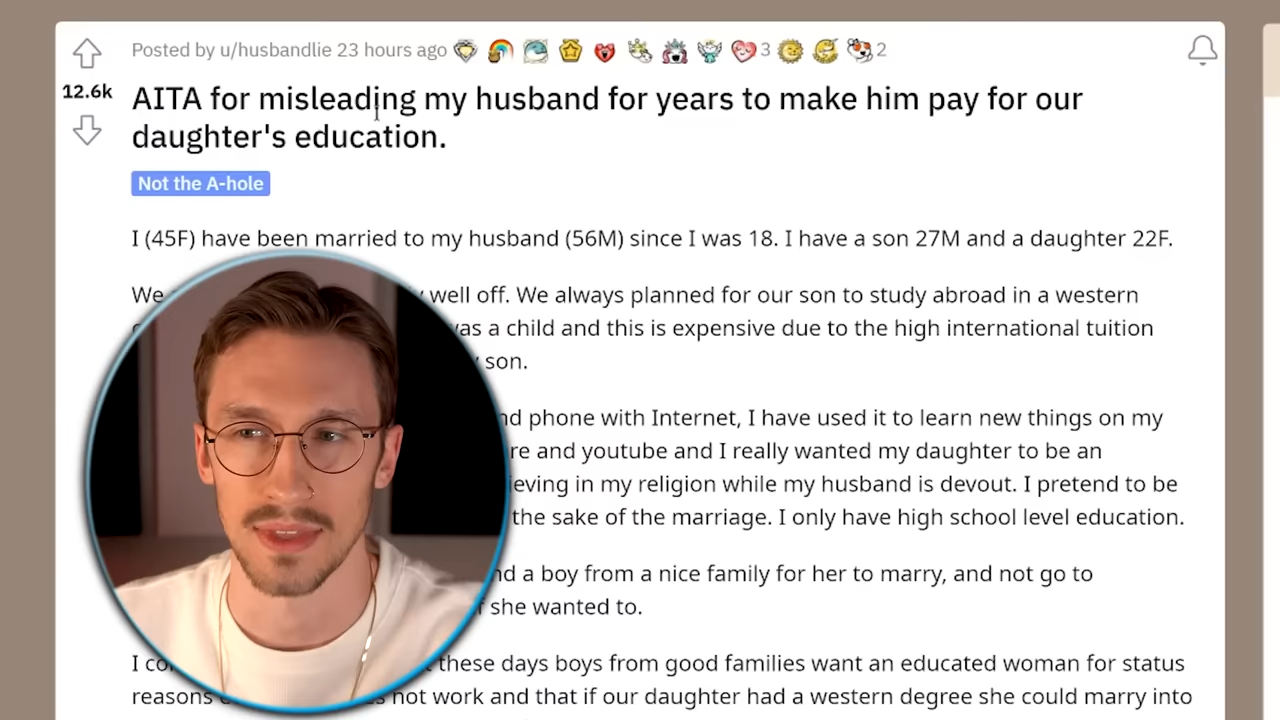 Posted by u/husbandlie 23 hours ago 3 2
12.6k
AITA for misleading my husband for years to make him pay for our
daughter's education.
Not the A-hole
I (45F) have been married to my husband (56M) since I was 18. I have a son 27M and a daughter 22F.
We well off. We always planned for our son to study abroad in a western
was a child and this is expensive due to the high international tuition
son.
phone with Internet, I have used it to learn new things on my
and youtube and I really wanted my daughter to be an
in my religion while my husband is devout. I pretend to be
the sake of the marriage. I only have high school level education.
a boy from a nice family for her to marry, and not go to
she wanted to.
I these days boys from good families want an educated woman for status
reasons not work and that if our daughter had a western degree she could marry into